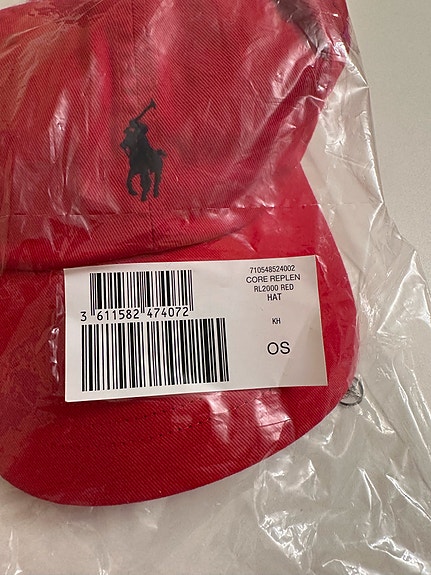 710548524002
CORE REPLEN
RL2000 RED
HAT
KH
OS
3 611582 474072